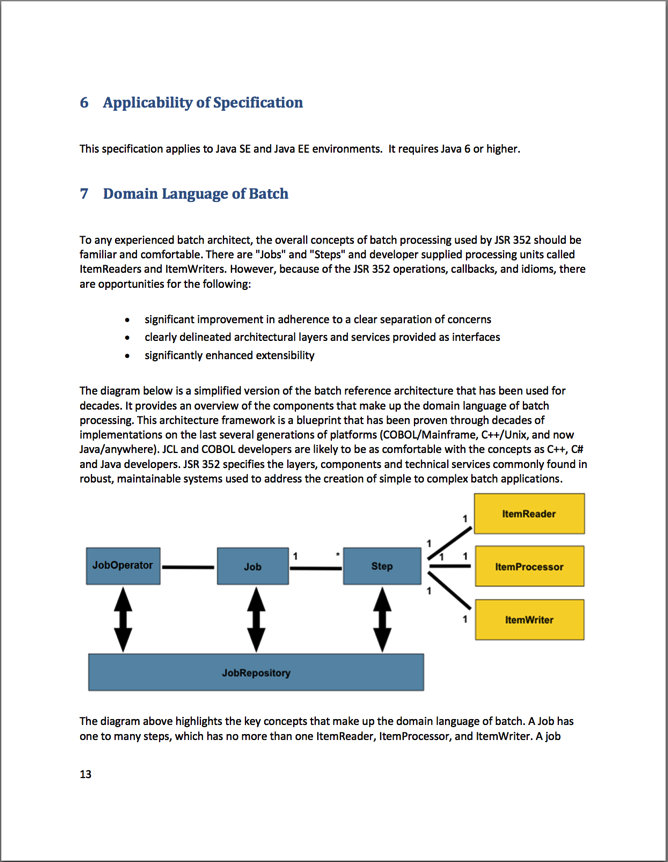 6 Applicability of Specification
This specification applies to Java SE and Java EE environments. It requires Java 6 or higher.
7 Domain Language of Batch
To any experienced batch architect, the overall concepts of batch processing used by JSR 352 should be
familiar and comfortable. There are "Jobs" and "Steps" and developer supplied processing units called
ItemReaders and ItemWriters. However, because of the JSR 352 operations, callbacks, and idioms, there
are opportunities for the following:
• significant improvement in adherence to a clear separation of concerns
• clearly delineated architectural layers and services provided as interfaces
• significantly enhanced extensibility
The diagram below is a simplified version of the batch reference architecture that has been used for
decades. It provides an overview of the components that make up the domain language of batch
processing. This architecture framework is a blueprint that has been proven through decades of
implementations on the last several generations of platforms (COBOL/Mainframe, C++/Unix, and now
Java/anywhere). JCL and COBOL developers are likely to be as comfortable with the concepts as C++, C#
and Java developers. JSR 352 specifies the layers, components and technical services commonly found in
robust, maintainable systems used to address the creation of simple to complex batch applications.
JobOperator
Job
1 *
Step
1 1
ItemReader
1 1
ItemProcessor
1 1
ItemWriter
JobRepository
The diagram above highlights the key concepts that make up the domain language of batch. A Job has
one to many steps, which has no more than one ItemReader, ItemProcessor, and ItemWriter. A job
13